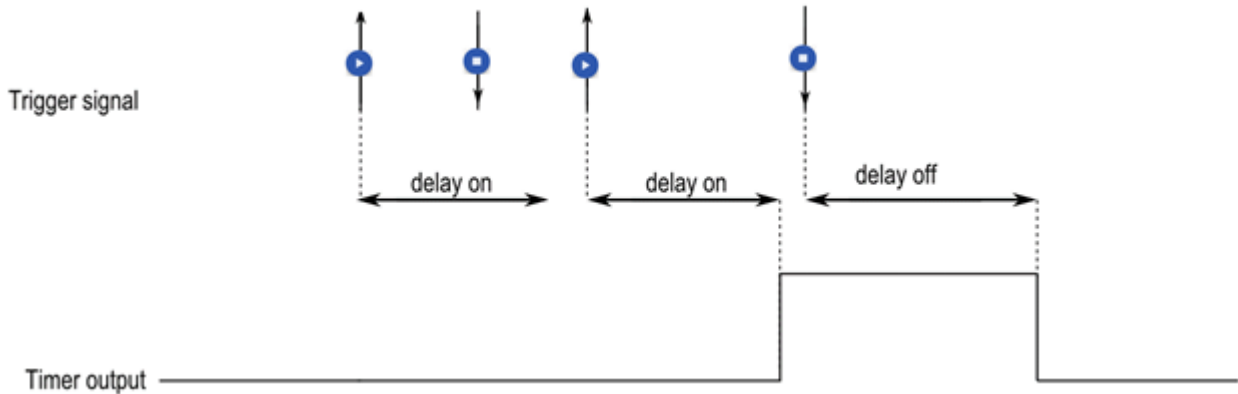 Trigger signal
delay on
delay on
delay off
Timer output